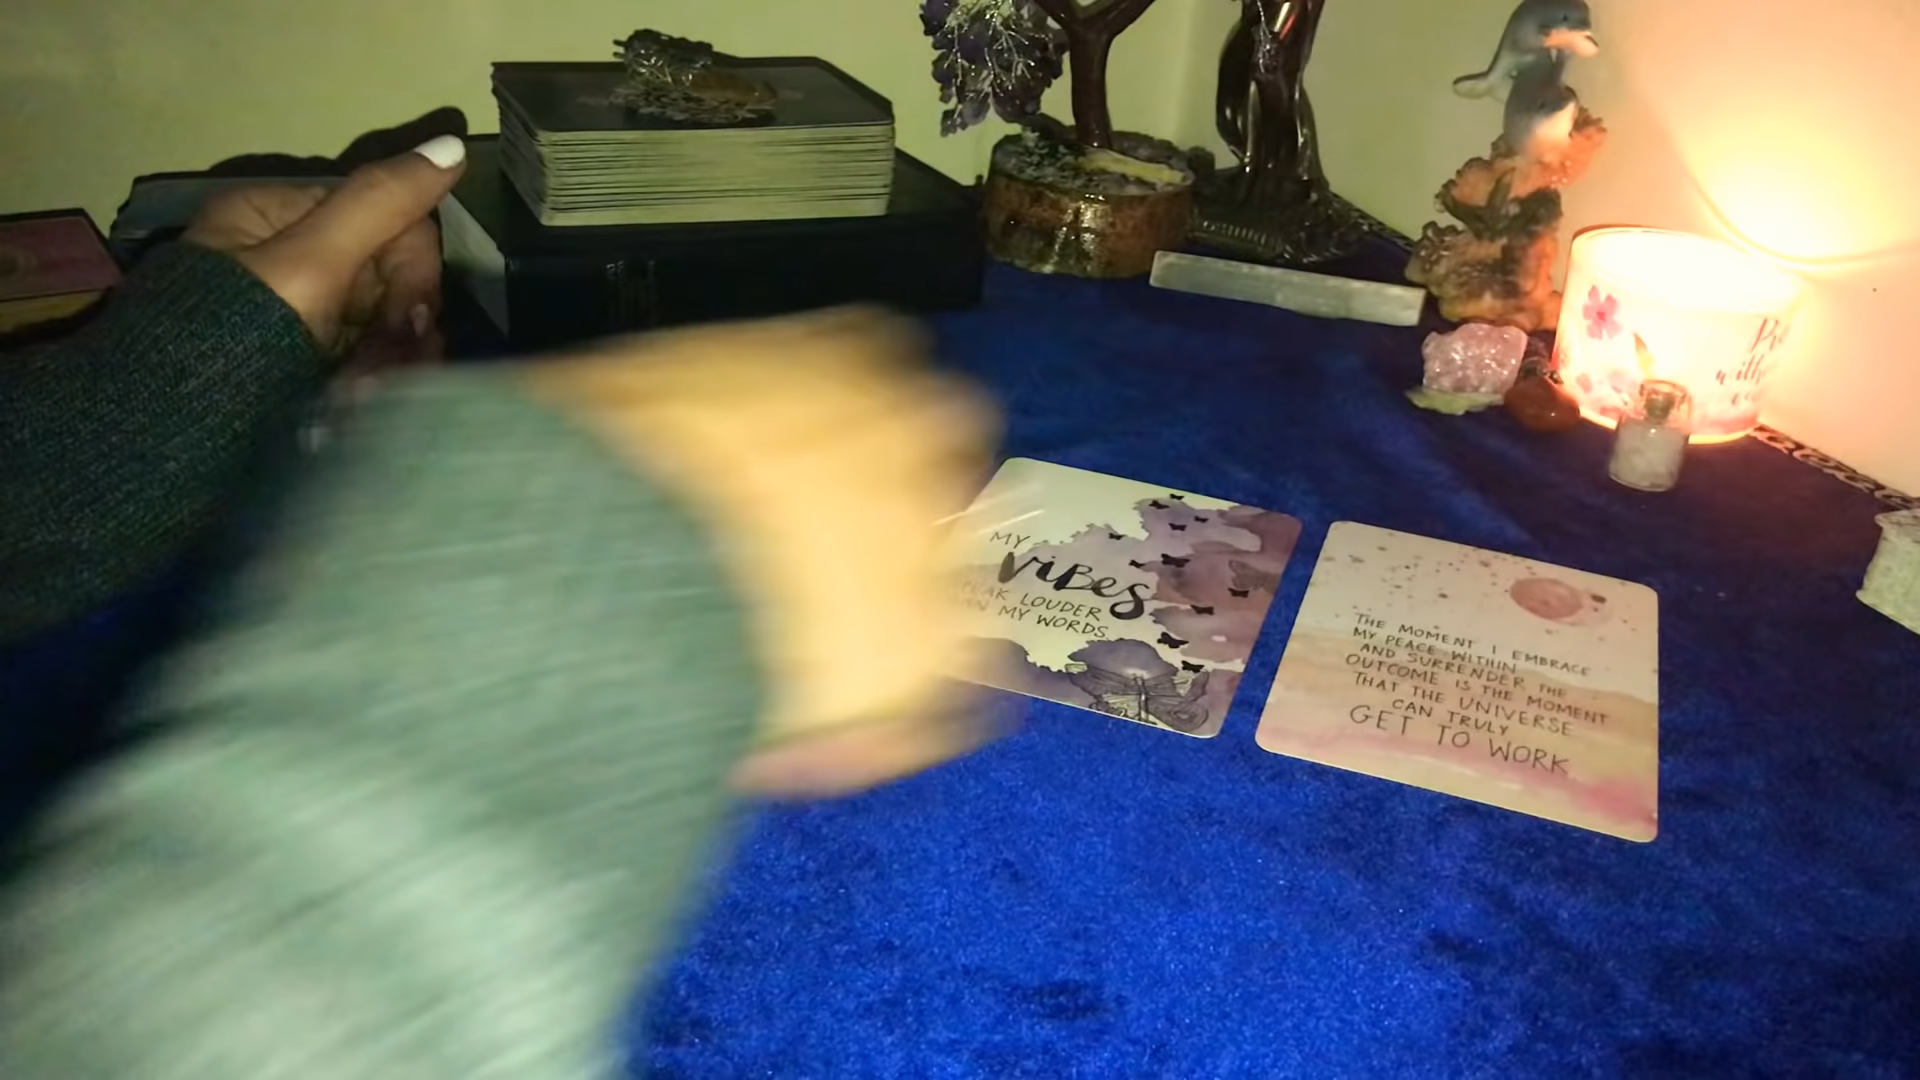 MY
VIBES
LOUDER
MY WORDS
THE MOMENT I EMBRACE
MY PEACE WITHIN
AND SURRENDER THE
OUTCOME IS THE MOMENT
THAT THE UNIVERSE
CAN TRULY
GET TO WORK